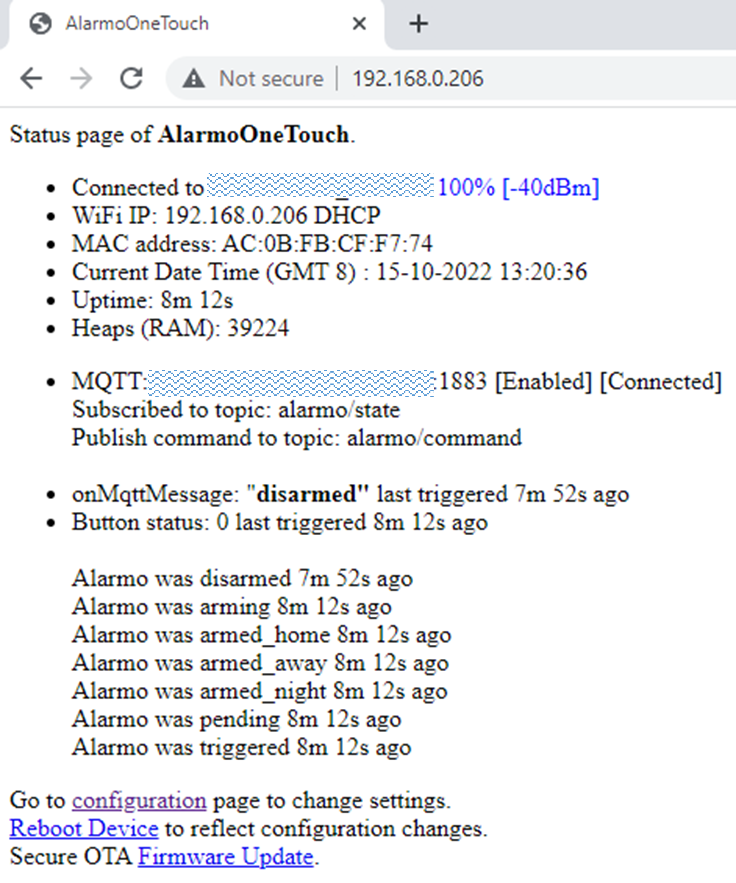 AlarmoOneTouch
Not secure 192.168.0.206
Status page of AlarmoOneTouch.
Connected to 100% [-40dBm]
WiFi IP: 192.168.0.206 DHCP
MAC address: AC:0B:FB:CF:F7:74
Current Date Time (GMT 8) : 15-10-2022 13:20:36
Uptime: 8m 12s
Heaps (RAM): 39224
MQTT: :1883 [Enabled] [Connected]
Subscribed to topic: alarmo/state
Publish command to topic: alarmo/command
onMqttMessage: "disarmed" last triggered 7m 52s ago
Button status: 0 last triggered 8m 12s ago
Alarmo was disarmed 7m 52s ago
Alarmo was arming 8m 12s ago
Alarmo was armed_home 8m 12s ago
Alarmo was armed_away 8m 12s ago
Alarmo was armed_night 8m 12s ago
Alarmo was pending 8m 12s ago
Alarmo was triggered 8m 12s ago
Go to configuration page to change settings.
Reboot Device to reflect configuration changes.
Secure OTA Firmware Update.